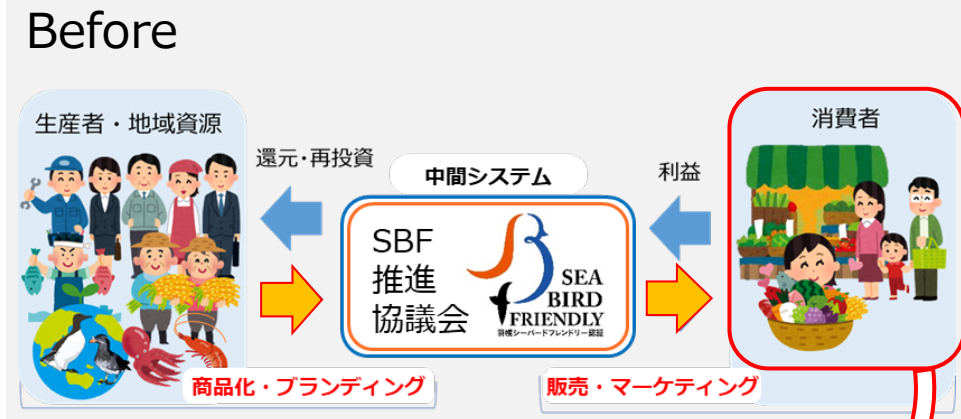 Before
生産者・地域資源
還元・再投資
中間システム
利益
消費者
SBF
推進
協議会
SEA
BIRD
FRIENDLY
羽幌シーバードフレンドリー認証
商品化・ブランディング
販売・マーケティング